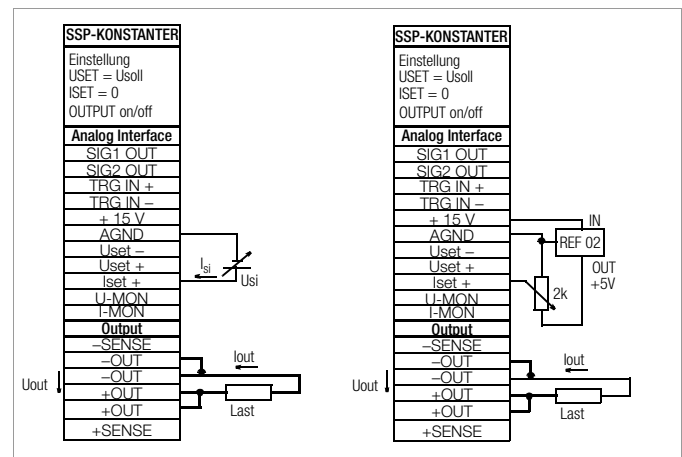 SSP-KONSTANTER
Einstellung
USET = Usoll
ISET = 0
OUTPUT on/off
Analog Interface
SIG1 OUT
SIG2 OUT
TRG IN +
TRG IN –
+ 15 V
AGND
Uset –
Uset +
Iset +
U-MON
I-MON
Output
–SENSE
–OUT
–OUT
+OUT
+OUT
+SENSE
Isi
Usi
Iout
Uout
Last
SSP-KONSTANTER
Einstellung
USET = Usoll
ISET = 0
OUTPUT on/off
Analog Interface
SIG1 OUT
SIG2 OUT
TRG IN +
TRG IN –
+ 15 V
AGND
Uset –
Uset +
Iset +
U-MON
I-MON
Output
–SENSE
–OUT
–OUT
+OUT
+OUT
+SENSE
IN
REF 02
OUT
+5V
2k
Iout
Uout
Last